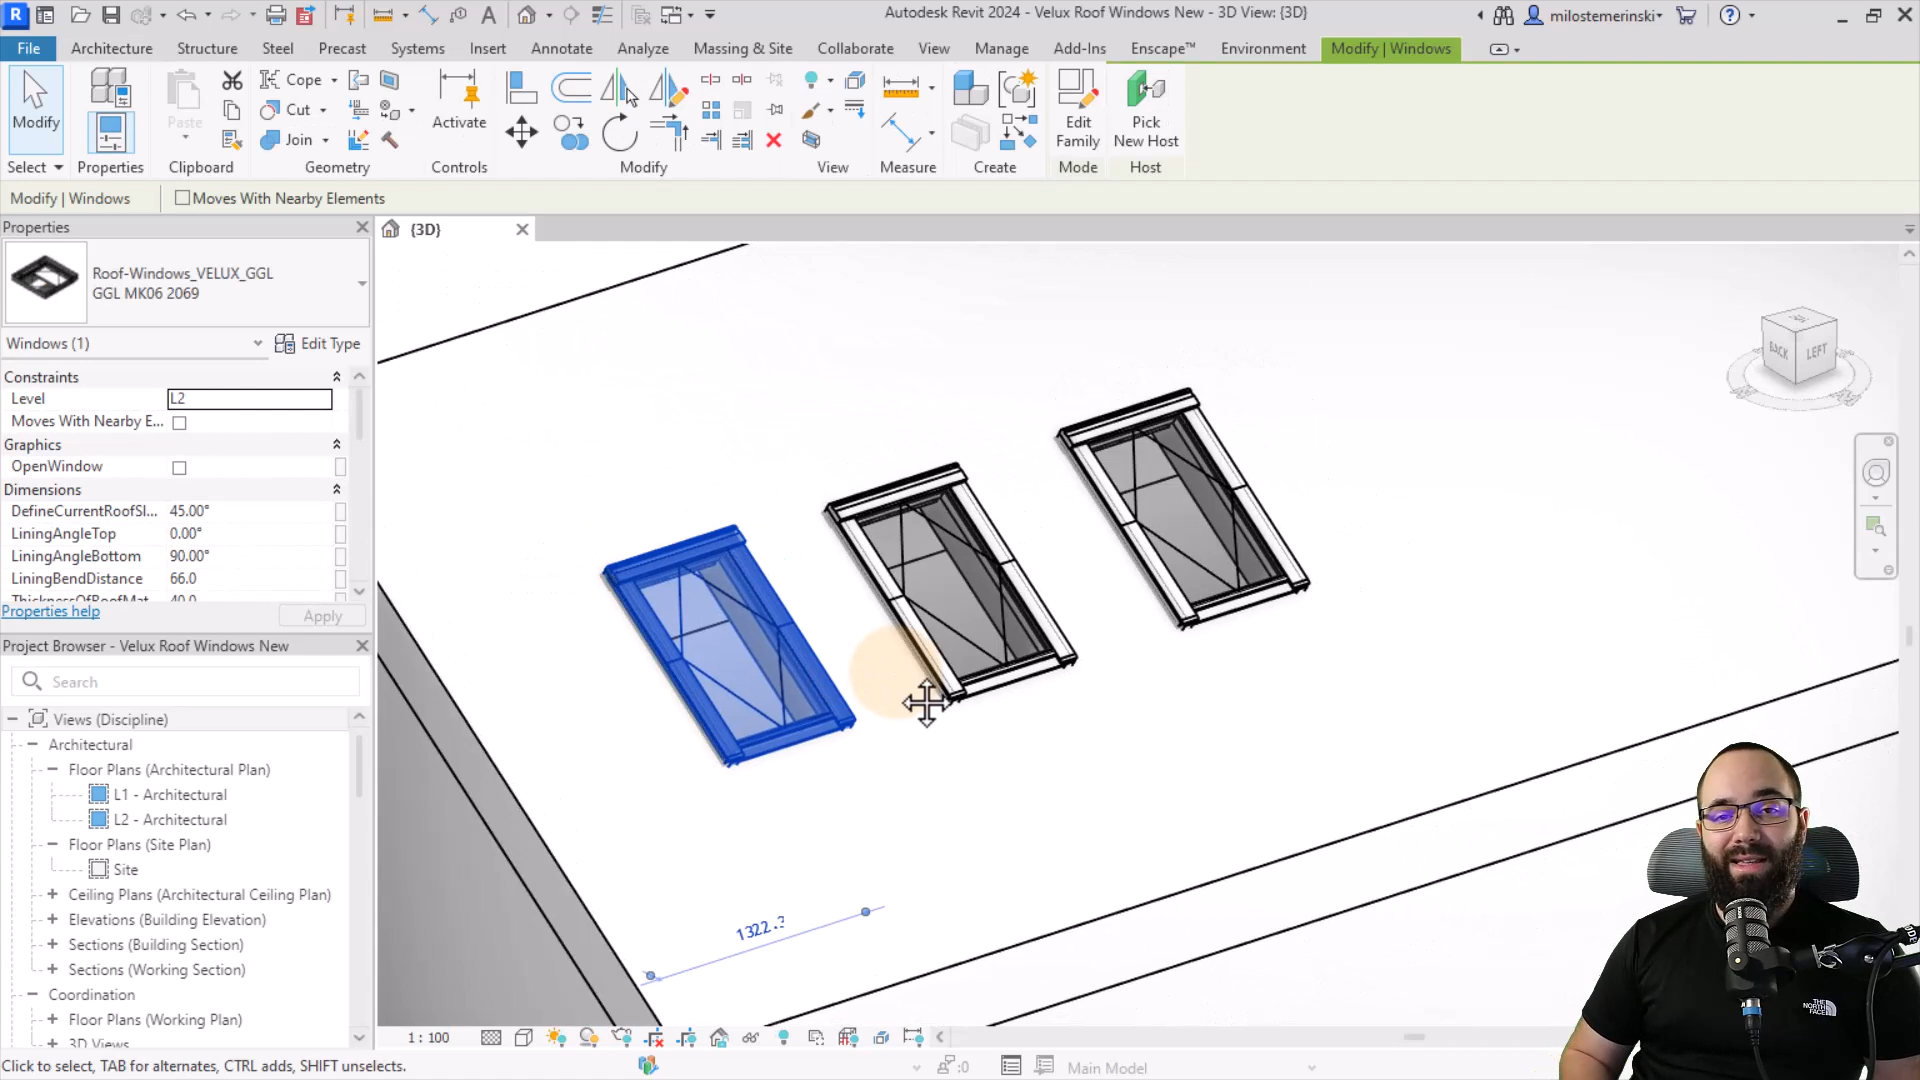 R
Autodesk Revit 2024 - Velux Roof Windows New - 3D View: {3D}
milostemerinski
File
Architecture
Structure
Steel
Precast
Systems
Insert
Annotate
Analyze
Massing & Site
Collaborate
View
Manage
Add-Ins
Enscape™
Environment
Modify | Windows
Modify
Select
Properties
Paste
Clipboard
Cope
Cut
Join
Geometry
Activate
Controls
Modify
View
Measure
Create
Edit
Family
Mode
Pick
New Host
Host
Modify | Windows
Moves With Nearby Elements
Properties
Roof-Windows_VELUX_GGL
GGL MK06 2069
Windows (1)
Edit Type
Constraints
Level
L2
Moves With Nearby E...
Graphics
OpenWindow
Dimensions
DefineCurrentRoofSl...
45.00°
LiningAngleTop
0.00°
LiningAngleBottom
90.00°
LiningBendDistance
66.0
ThicknessOfRoofMat
40.0
Properties help
Apply
Project Browser - Velux Roof Windows New
Search
Views (Discipline)
Architectural
Floor Plans (Architectural Plan)
L1 - Architectural
L2 - Architectural
Floor Plans (Site Plan)
Site
Ceiling Plans (Architectural Ceiling Plan)
Elevations (Building Elevation)
Sections (Building Section)
Sections (Working Section)
Coordination
Floor Plans (Working Plan)
3D Views
{3D}
BACK
LEFT
1322.3
1 : 100
Click to select, TAB for alternates, CTRL adds, SHIFT unselects.
:0
Main Model
THE
NORTH
FACE